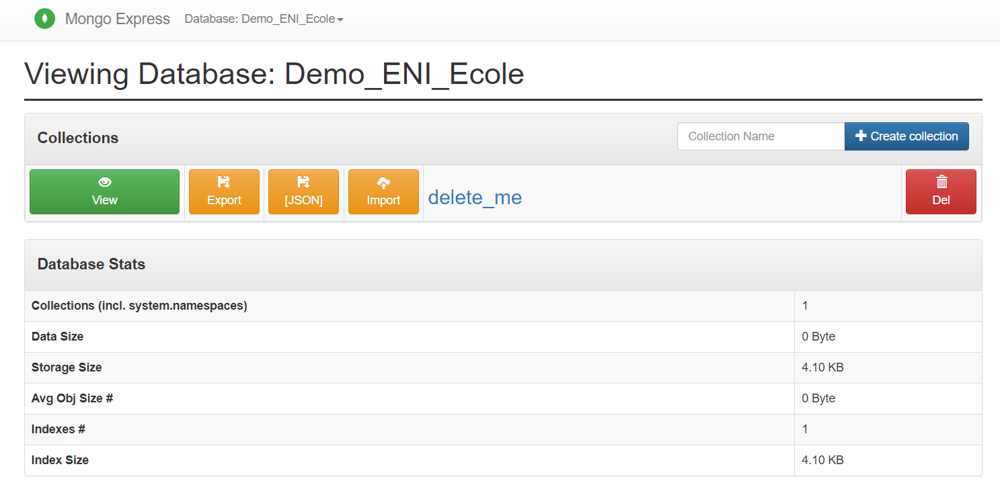 Mongo Express Database: Demo_ENI_Ecole
Viewing Database: Demo_ENI_Ecole
Collections Collection Name Create collection
View Export [JSON] Import delete_me Del
Database Stats
Collections (incl. system.namespaces) 1
Data Size 0 Byte
Storage Size 4.10 KB
Avg Obj Size # 0 Byte
Indexes # 1
Index Size 4.10 KB